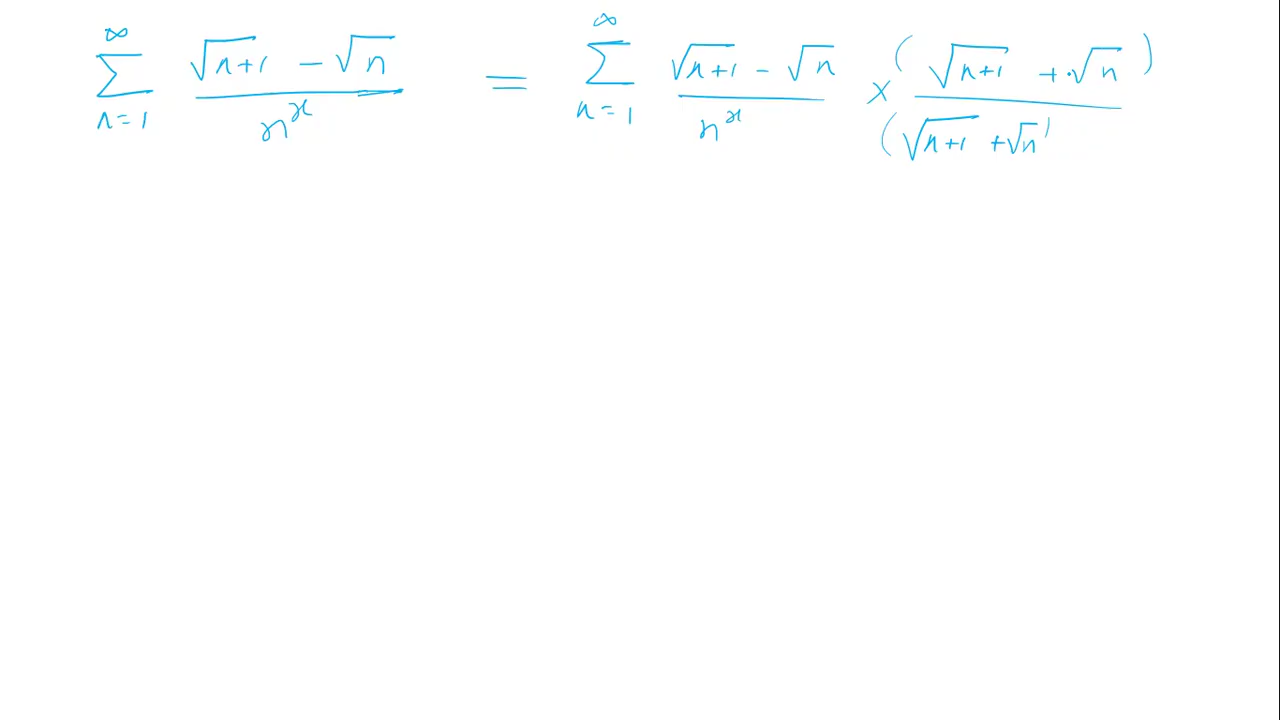 ∑_{n=1}^{∞} (√(n+1) − √n) / n^x = ∑_{n=1}^{∞} (√(n+1) − √n) / n^x × (√(n+1) + √n) / (√(n+1) + √n)